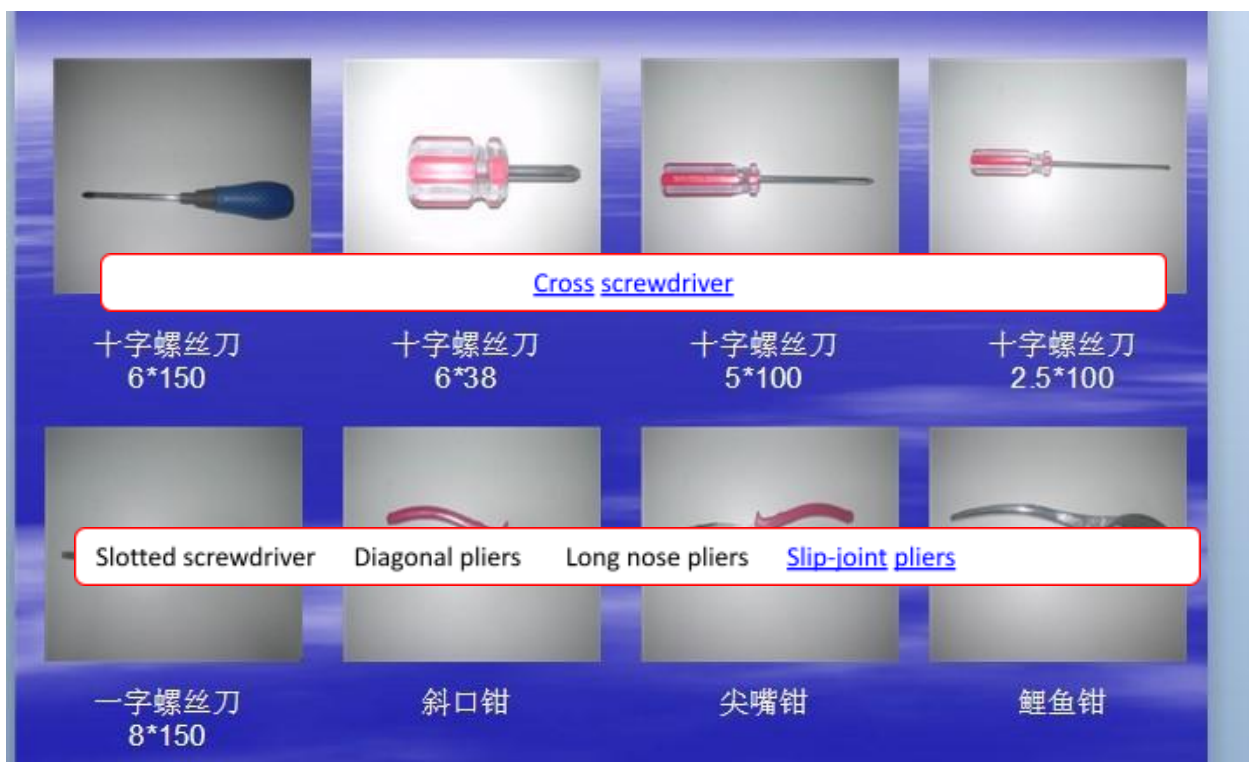 Cross screwdriver
十字螺丝刀 十字螺丝刀 十字螺丝刀 十字螺丝刀
6*150 6*38 5*100 2.5*100
Slotted screwdriver Diagonal pliers Long nose pliers Slip-joint pliers
一字螺丝刀 斜口钳 尖嘴钳 鲤鱼钳
8*150